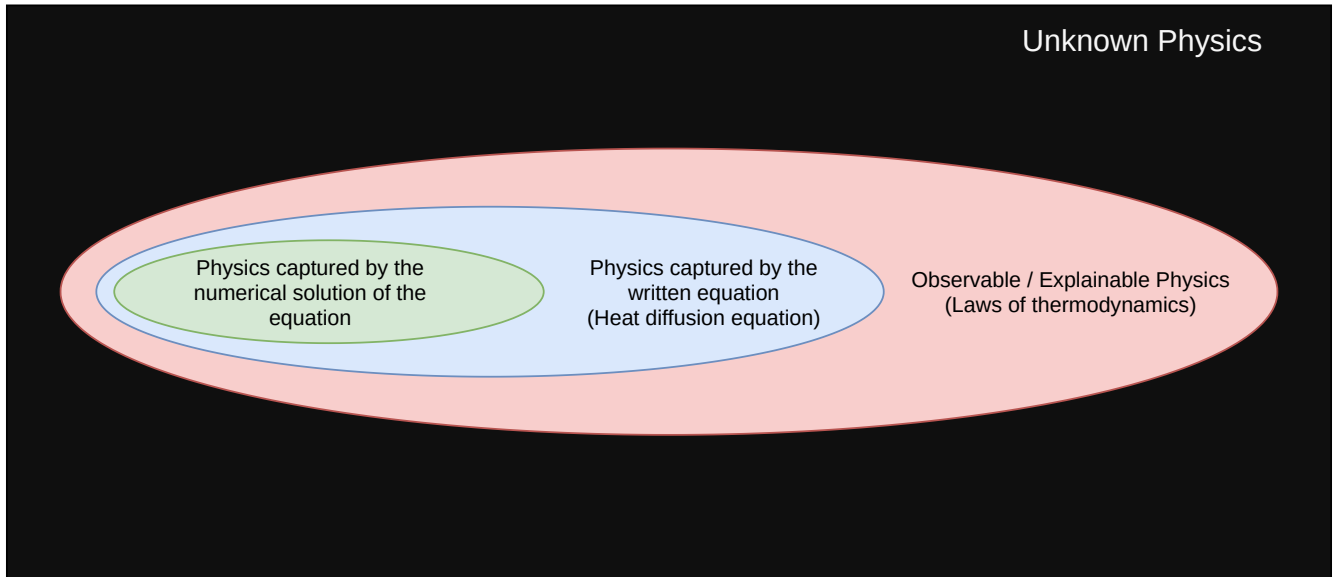 Unknown Physics
Physics captured by the
numerical solution of the
equation
Physics captured by the
written equation
(Heat diffusion equation)
Observable / Explainable Physics
(Laws of thermodynamics)